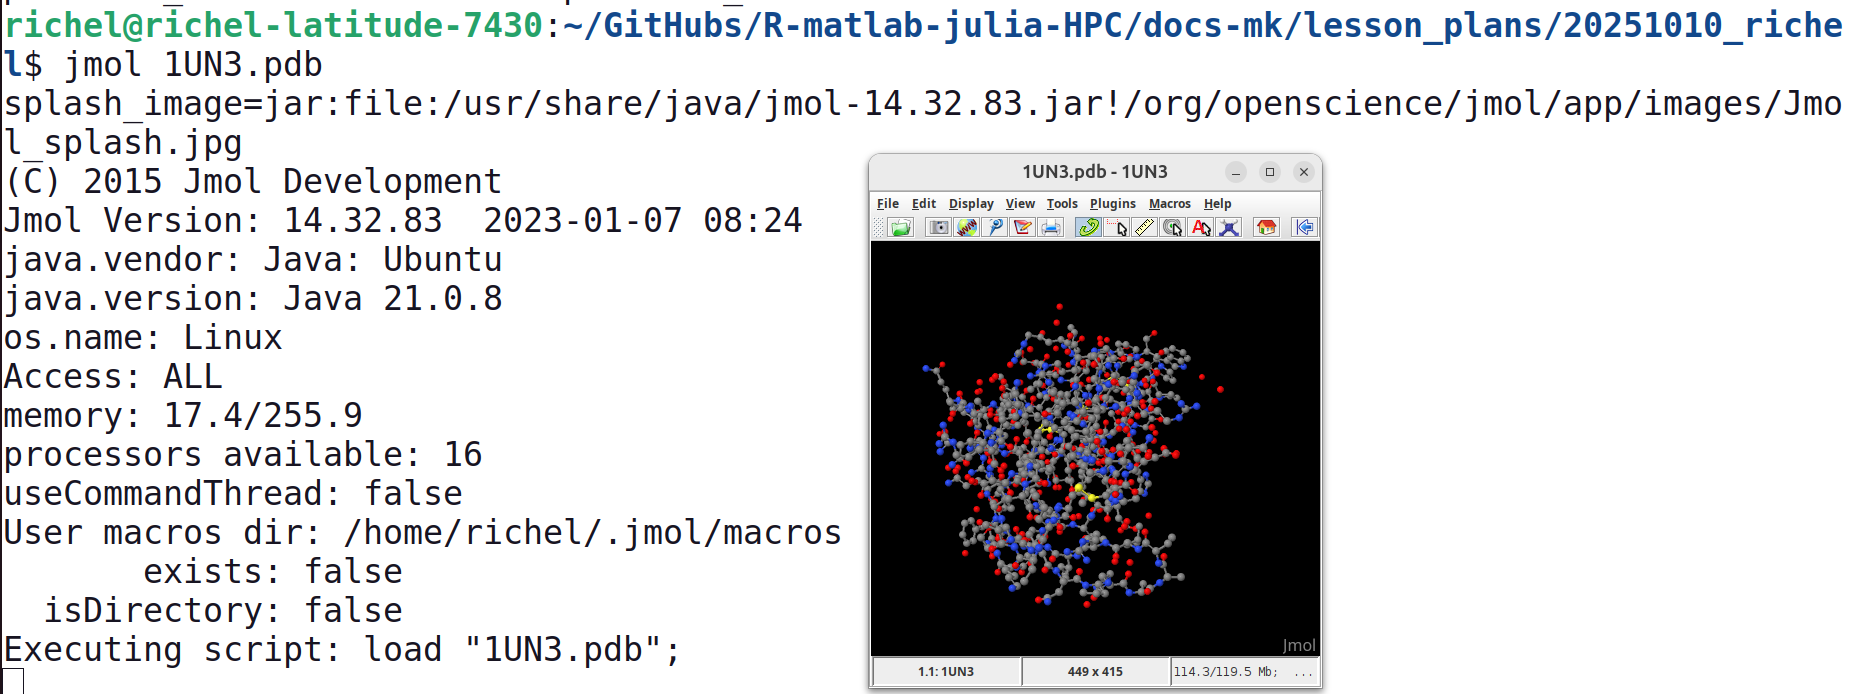 richel@richel-latitude-7430:~/GitHubs/R-matlab-julia-HPC/docs-mk/lesson_plans/20251010_riche
l$ jmol 1UN3.pdb
splash_image=jar:file:/usr/share/java/jmol-14.32.83.jar!/org/openscience/jmol/app/images/Jmo
l_splash.jpg
(C) 2015 Jmol Development
Jmol Version: 14.32.83  2023-01-07 08:24
java.vendor: Java: Ubuntu
java.version: Java 21.0.8
os.name: Linux
Access: ALL
memory: 17.4/255.9
processors available: 16
useCommandThread: false
User macros dir: /home/richel/.jmol/macros
       exists: false
  isDirectory: false
Executing script: load "1UN3.pdb";
1UN3.pdb - 1UN3
File Edit Display View Tools Plugins Macros Help
Jmol
1.1: 1UN3 449 x 415 114.3/119.5 Mb; ...